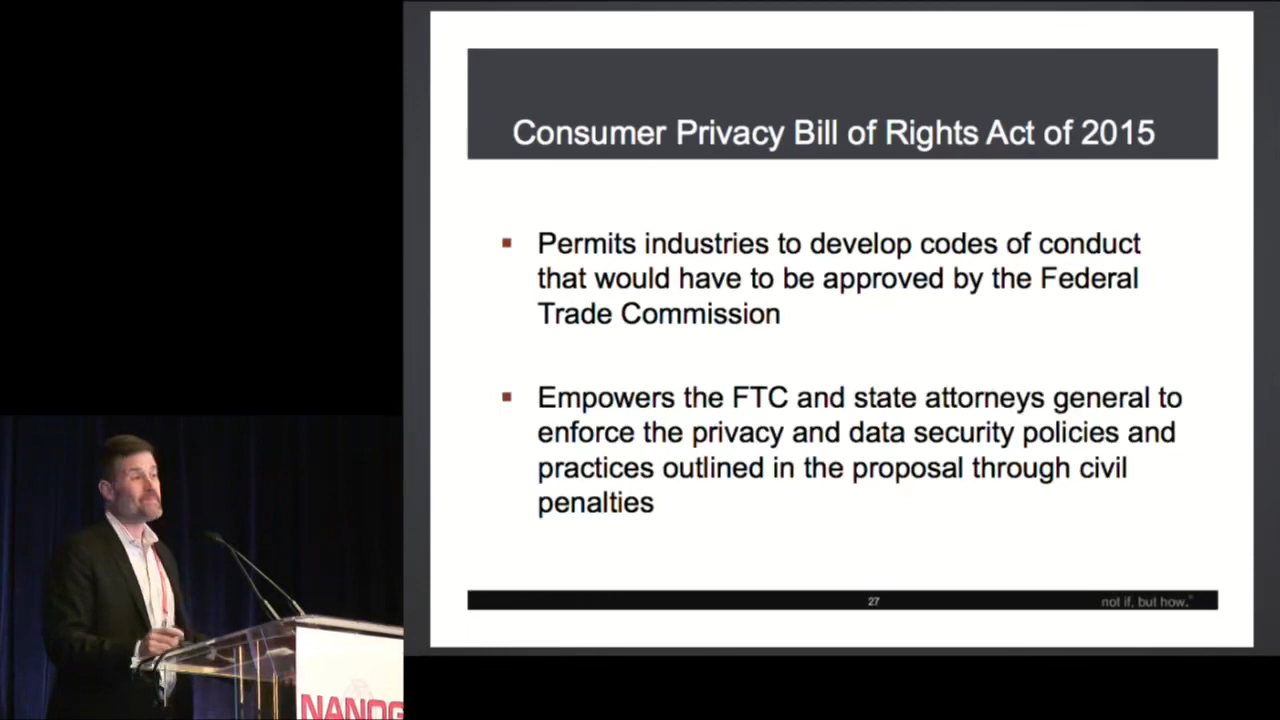 Consumer Privacy Bill of Rights Act of 2015
Permits industries to develop codes of conduct
that would have to be approved by the Federal
Trade Commission
Empowers the FTC and state attorneys general to
enforce the privacy and data security policies and
practices outlined in the proposal through civil
penalties
27
not if, but how.
NANOG